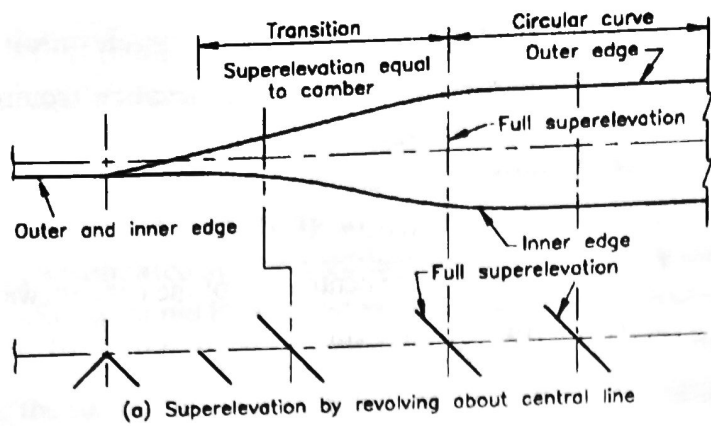 Transition
Circular curve
Superelevation equal
to camber
Outer edge
Full superelevation
Outer and inner edge
Inner edge
Full superelevation
(a) Superelevation by revolving about central line